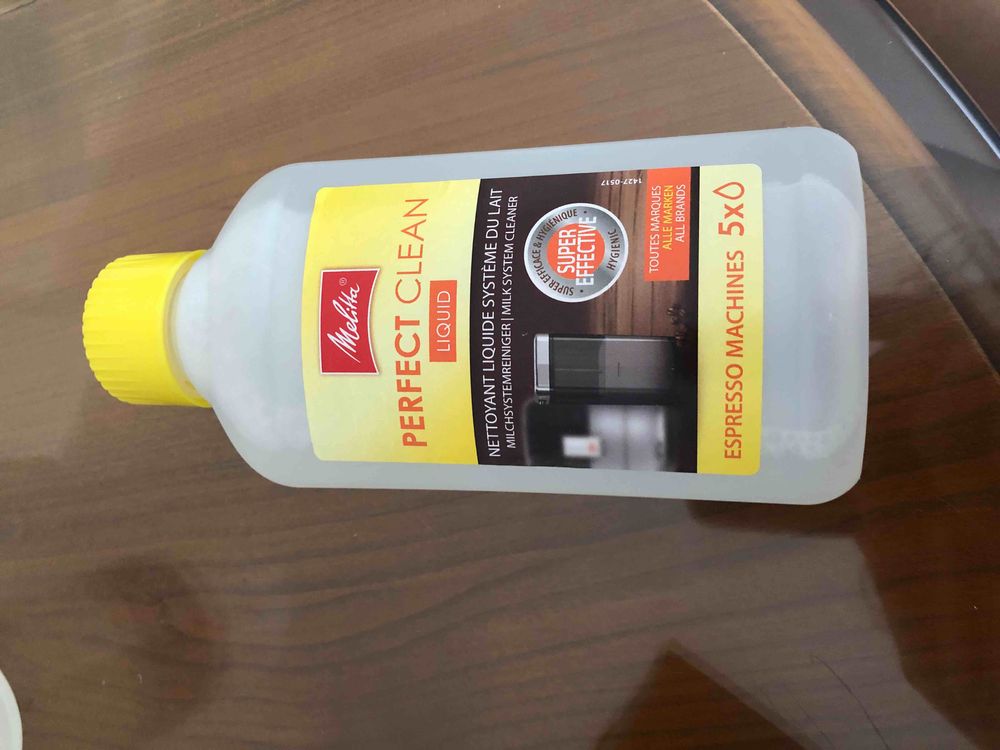 Melitta®
PERFECT CLEAN
LIQUID
NETTOYANT LIQUIDE SYSTÈME DU LAIT
MILCHSYSTEMREINIGER | MILK SYSTEM CLEANER
SUPER EFFICACE & HYGIÉNIQUE
SUPER
EFFECTIVE
HYGIENIC
1427-0517
TOUTES MARQUES
ALLE MARKEN
ALL BRANDS
ESPRESSO MACHINES 5x